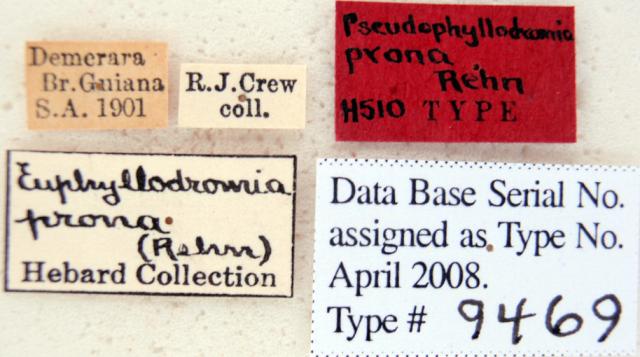 Demerara
Br. Guiana
S.A. 1901
R.J. Crew
coll.
Pseudophyllodromia
prona
Rehn
H510 TYPE
Euphyllodromia
prona
(Rehn)
Hebard Collection
Data Base Serial No.
assigned as Type No.
April 2008.
Type # 9469